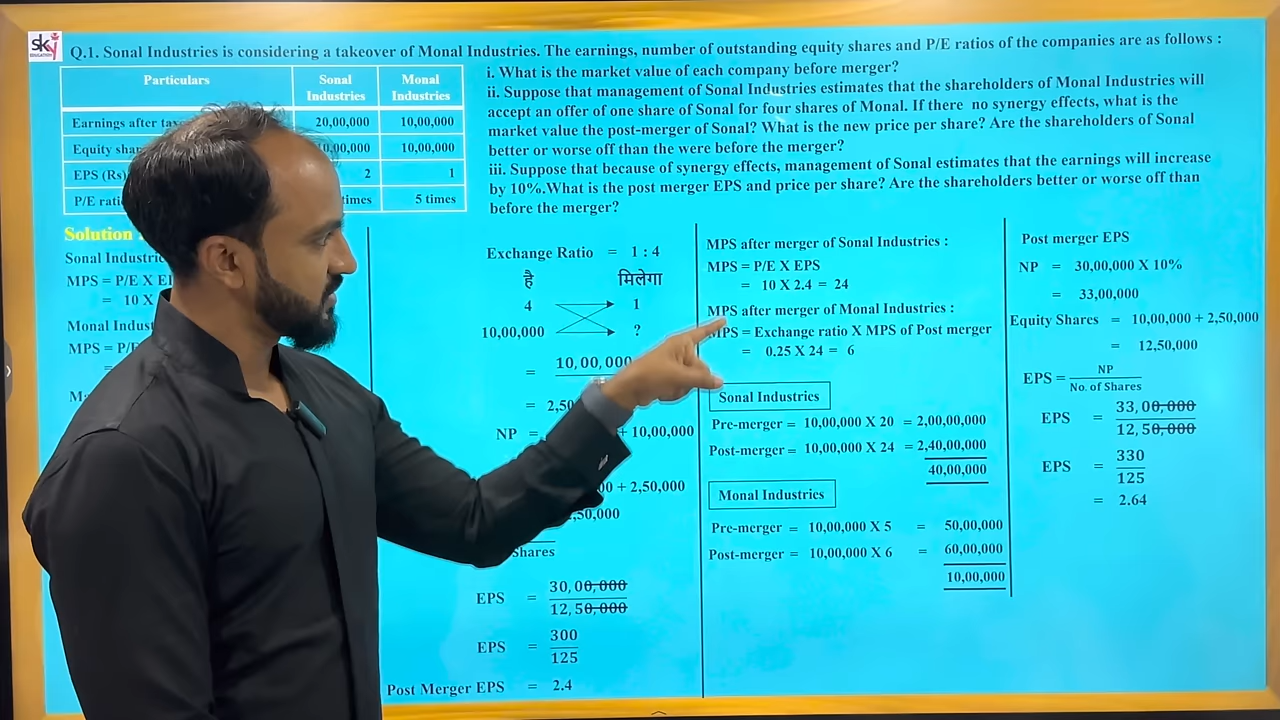 sky
EDUCATION
Q.1. Sonal Industries is considering a takeover of Monal Industries. The earnings, number of outstanding equity shares and P/E ratios of the companies are as follows :
Particulars Sonal Industries Monal Industries
Earnings after tax 20,00,000 10,00,000
Equity 0,00,000 10,00,000
EPS (Rs) 2 1
P/E times 5 times
i. What is the market value of each company before merger?
ii. Suppose that management of Sonal Industries estimates that the shareholders of Monal Industries will
accept an offer of one share of Sonal for four shares of Monal. If there no synergy effects, what is the
market value the post-merger of Sonal? What is the new price per share? Are the shareholders of Sonal
better or worse off than the were before the merger?
iii. Suppose that because of synergy effects, management of Sonal estimates that the earnings will increase
by 10%.What is the post merger EPS and price per share? Are the shareholders better or worse off than
before the merger?
Solution
Sonal
MPS = P/E X
= 10 X
Monal
MPS =
=
Exchange Ratio = 1 : 4
है मिलेगा
4 1
10,00,000 ?
= 10,00,000
= 2,50
NP = + 10,00,000
00 + 2,50,000
,50,000
Shares
EPS = 30,00,000 / 12,50,000
EPS = 300 / 125
Post Merger EPS = 2.4
MPS after merger of Sonal Industries :
MPS = P/E X EPS
= 10 X 2.4 = 24
MPS after merger of Monal Industries :
MPS = Exchange ratio X MPS of Post merger
= 0.25 X 24 = 6
Sonal Industries
Pre-merger = 10,00,000 X 20 = 2,00,00,000
Post-merger = 10,00,000 X 24 = 2,40,00,000
40,00,000
Monal Industries
Pre-merger = 10,00,000 X 5 = 50,00,000
Post-merger = 10,00,000 X 6 = 60,00,000
10,00,000
Post merger EPS
NP = 30,00,000 X 10%
= 33,00,000
Equity Shares = 10,00,000 + 2,50,000
= 12,50,000
EPS = NP / No. of Shares
EPS = 33,00,000 / 12,50,000
EPS = 330 / 125
= 2.64